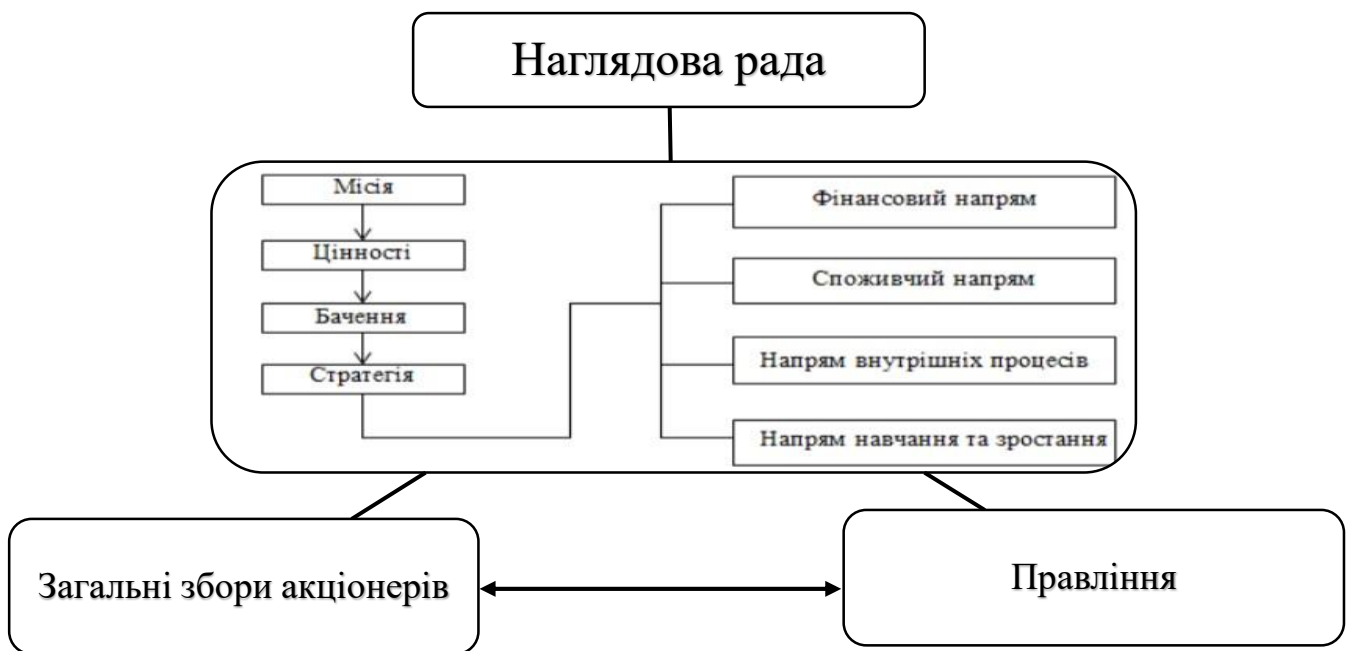 Наглядова рада
Місія
Цінності
Бачення
Стратегія
Фінансовий напрям
Споживчий напрям
Напрям внутрішніх процесів
Напрям навчання та зростання
Загальні збори акціонерів
Правління